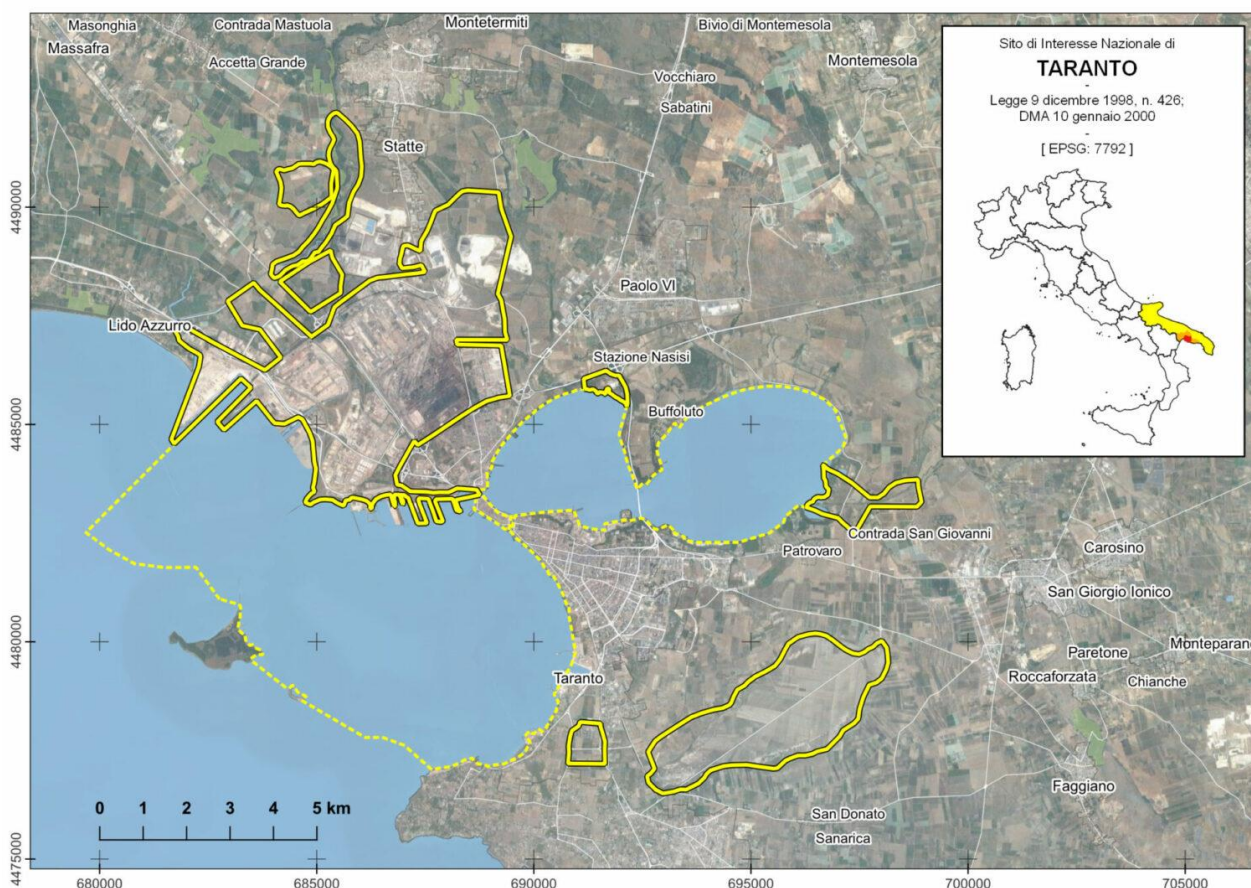 Masonghia
Contrada Mastuola
Montetermiti
Bivio di Montemesola
Massafra
Accetta Grande
Vocchiaro
Montemesola
Sabatini
Statte
Sito di Interesse Nazionale di
TARANTO
-
Legge 9 dicembre 1998, n. 426;
DMA 10 gennaio 2000
-
[ EPSG: 7792 ]
Paolo VI
Lido Azzurro
Stazione Nasisi
Buffoluto
Contrada San Giovanni
Patrovaro
Carosino
San Giorgio Ionico
Monteparano
Paretone
Roccaforzata
Chianche
Taranto
Faggiano
San Donato
Sanarica
0 1 2 3 4 5 km
4490000
4485000
4480000
4475000
680000
685000
690000
695000
700000
705000